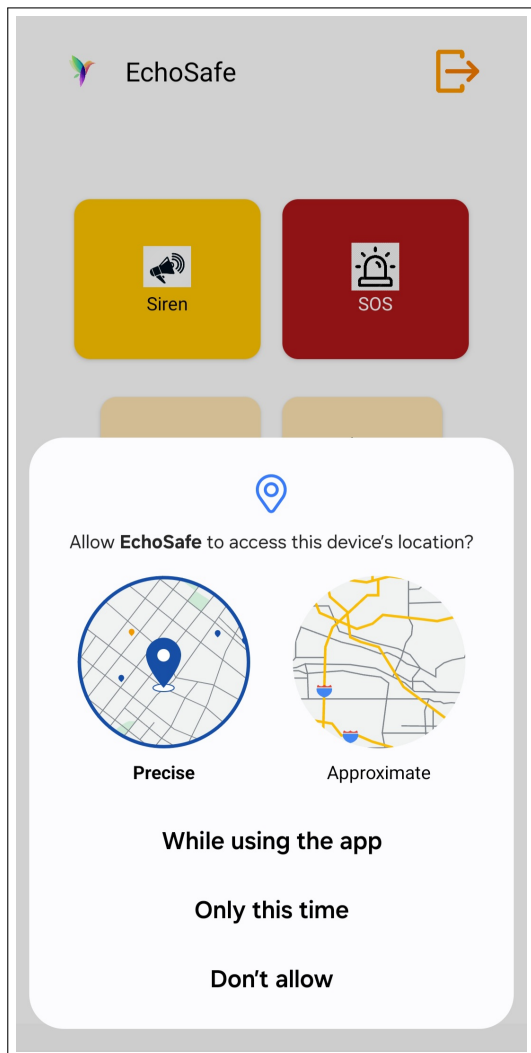 EchoSafe
Siren
SOS
Allow EchoSafe to access this device's location?
Precise
Approximate
While using the app
Only this time
Don't allow